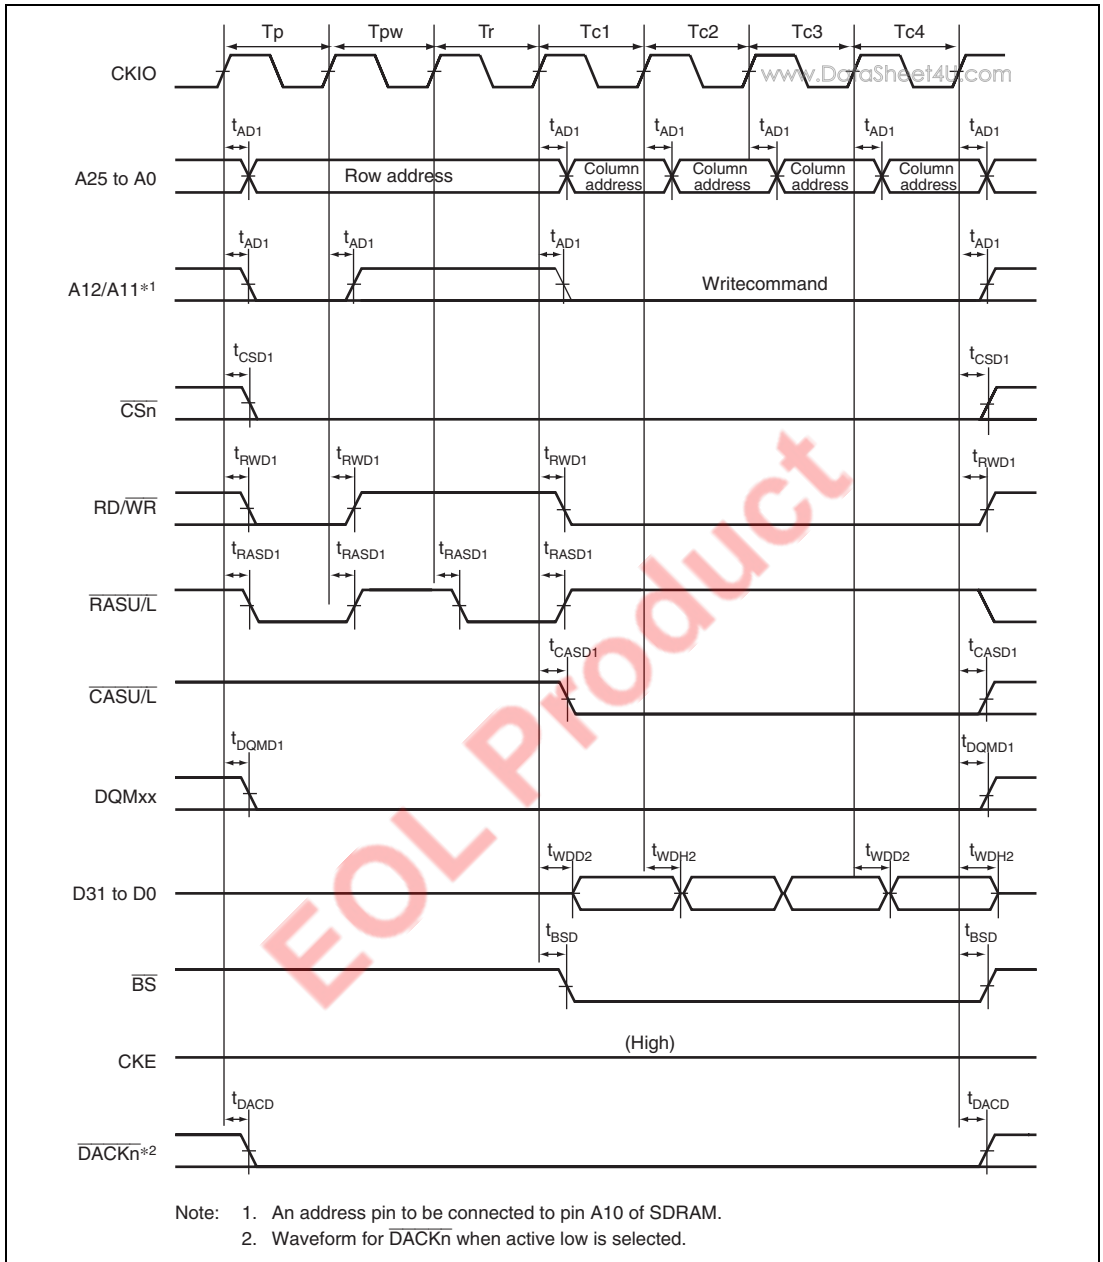 Tp Tpw Tr Tc1 Tc2 Tc3 Tc4
CKIO
www.DataSheet4U.com
tAD1 tAD1 tAD1 tAD1 tAD1 tAD1
A25 to A0
Row address
Column address
Column address
Column address
Column address
tAD1 tAD1 tAD1 tAD1
A12/A11*1
Writecommand
tCSD1 tCSD1
CSn
tRWD1 tRWD1 tRWD1 tRWD1
RD/WR
tRASD1 tRASD1 tRASD1 tRASD1
RASU/L
tCASD1 tCASD1
CASU/L
tDQMD1 tDQMD1
DQMxx
tWDD2 tWDH2 tWDD2 tWDH2
D31 to D0
tBSD tBSD
BS
(High)
CKE
tDACD tDACD
DACKn*2
EOL Product
Note: 1. An address pin to be connected to pin A10 of SDRAM.
2. Waveform for DACKn when active low is selected.